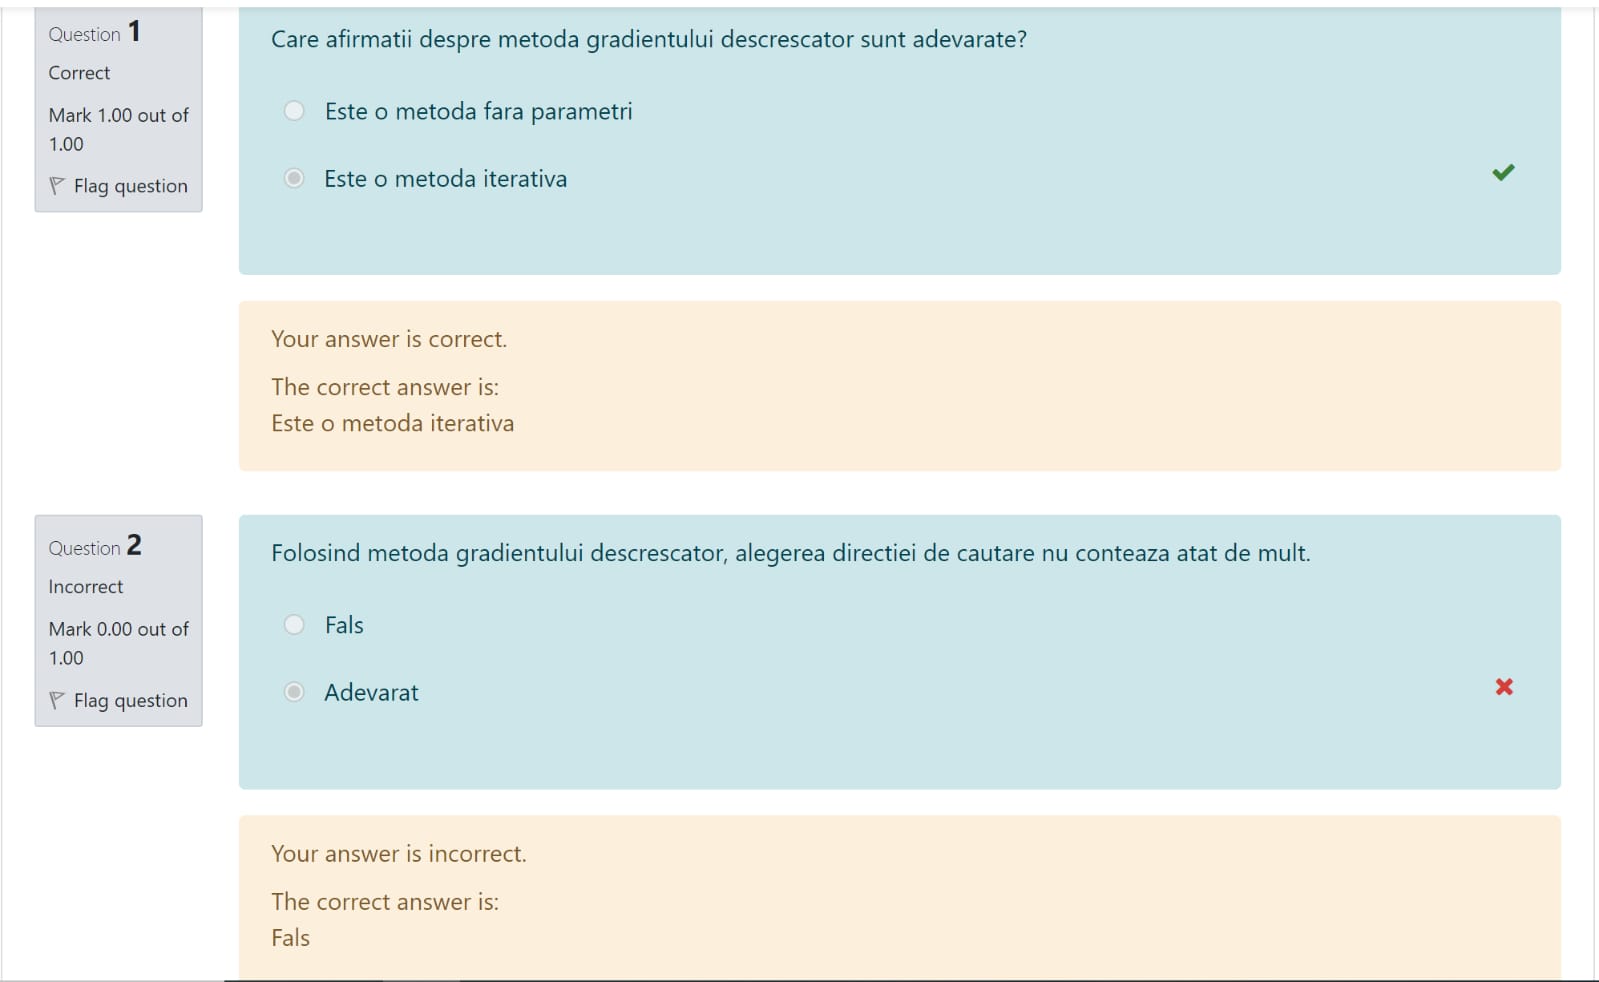 Question 1
Correct
Mark 1.00 out of
1.00
Flag question
Care afirmatii despre metoda gradientului descrescator sunt adevarate?
Este o metoda fara parametri
Este o metoda iterativa
Your answer is correct.
The correct answer is:
Este o metoda iterativa
Question 2
Incorrect
Mark 0.00 out of
1.00
Flag question
Folosind metoda gradientului descrescator, alegerea directiei de cautare nu conteaza atat de mult.
Fals
Adevarat
Your answer is incorrect.
The correct answer is:
Fals